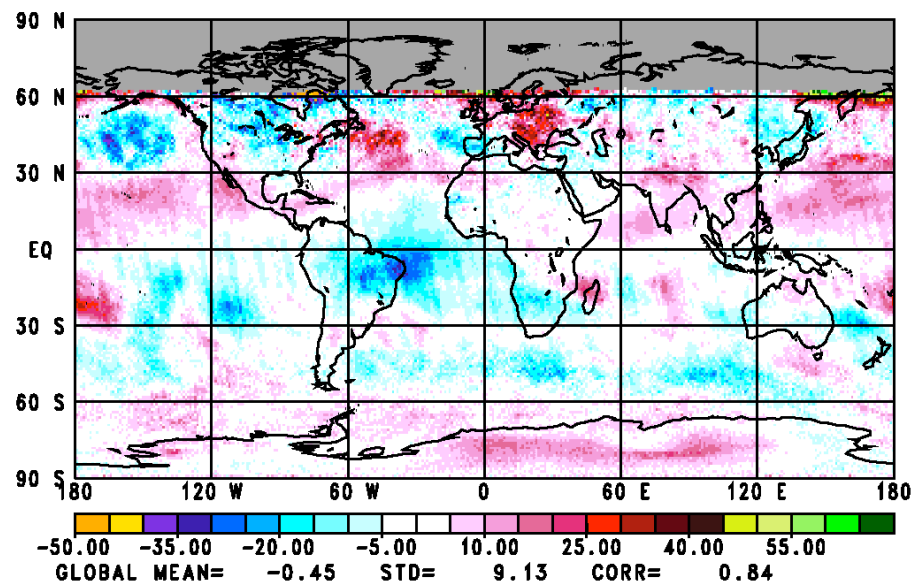 90 N
60 N
30 N
EQ
30 S
60 S
90 S
180 120 W 60 W 0 60 E 120 E 180
-50.00 -35.00 -20.00 -5.00 10.00 25.00 40.00 55.00
GLOBAL MEAN= -0.45 STD= 9.13 CORR= 0.84